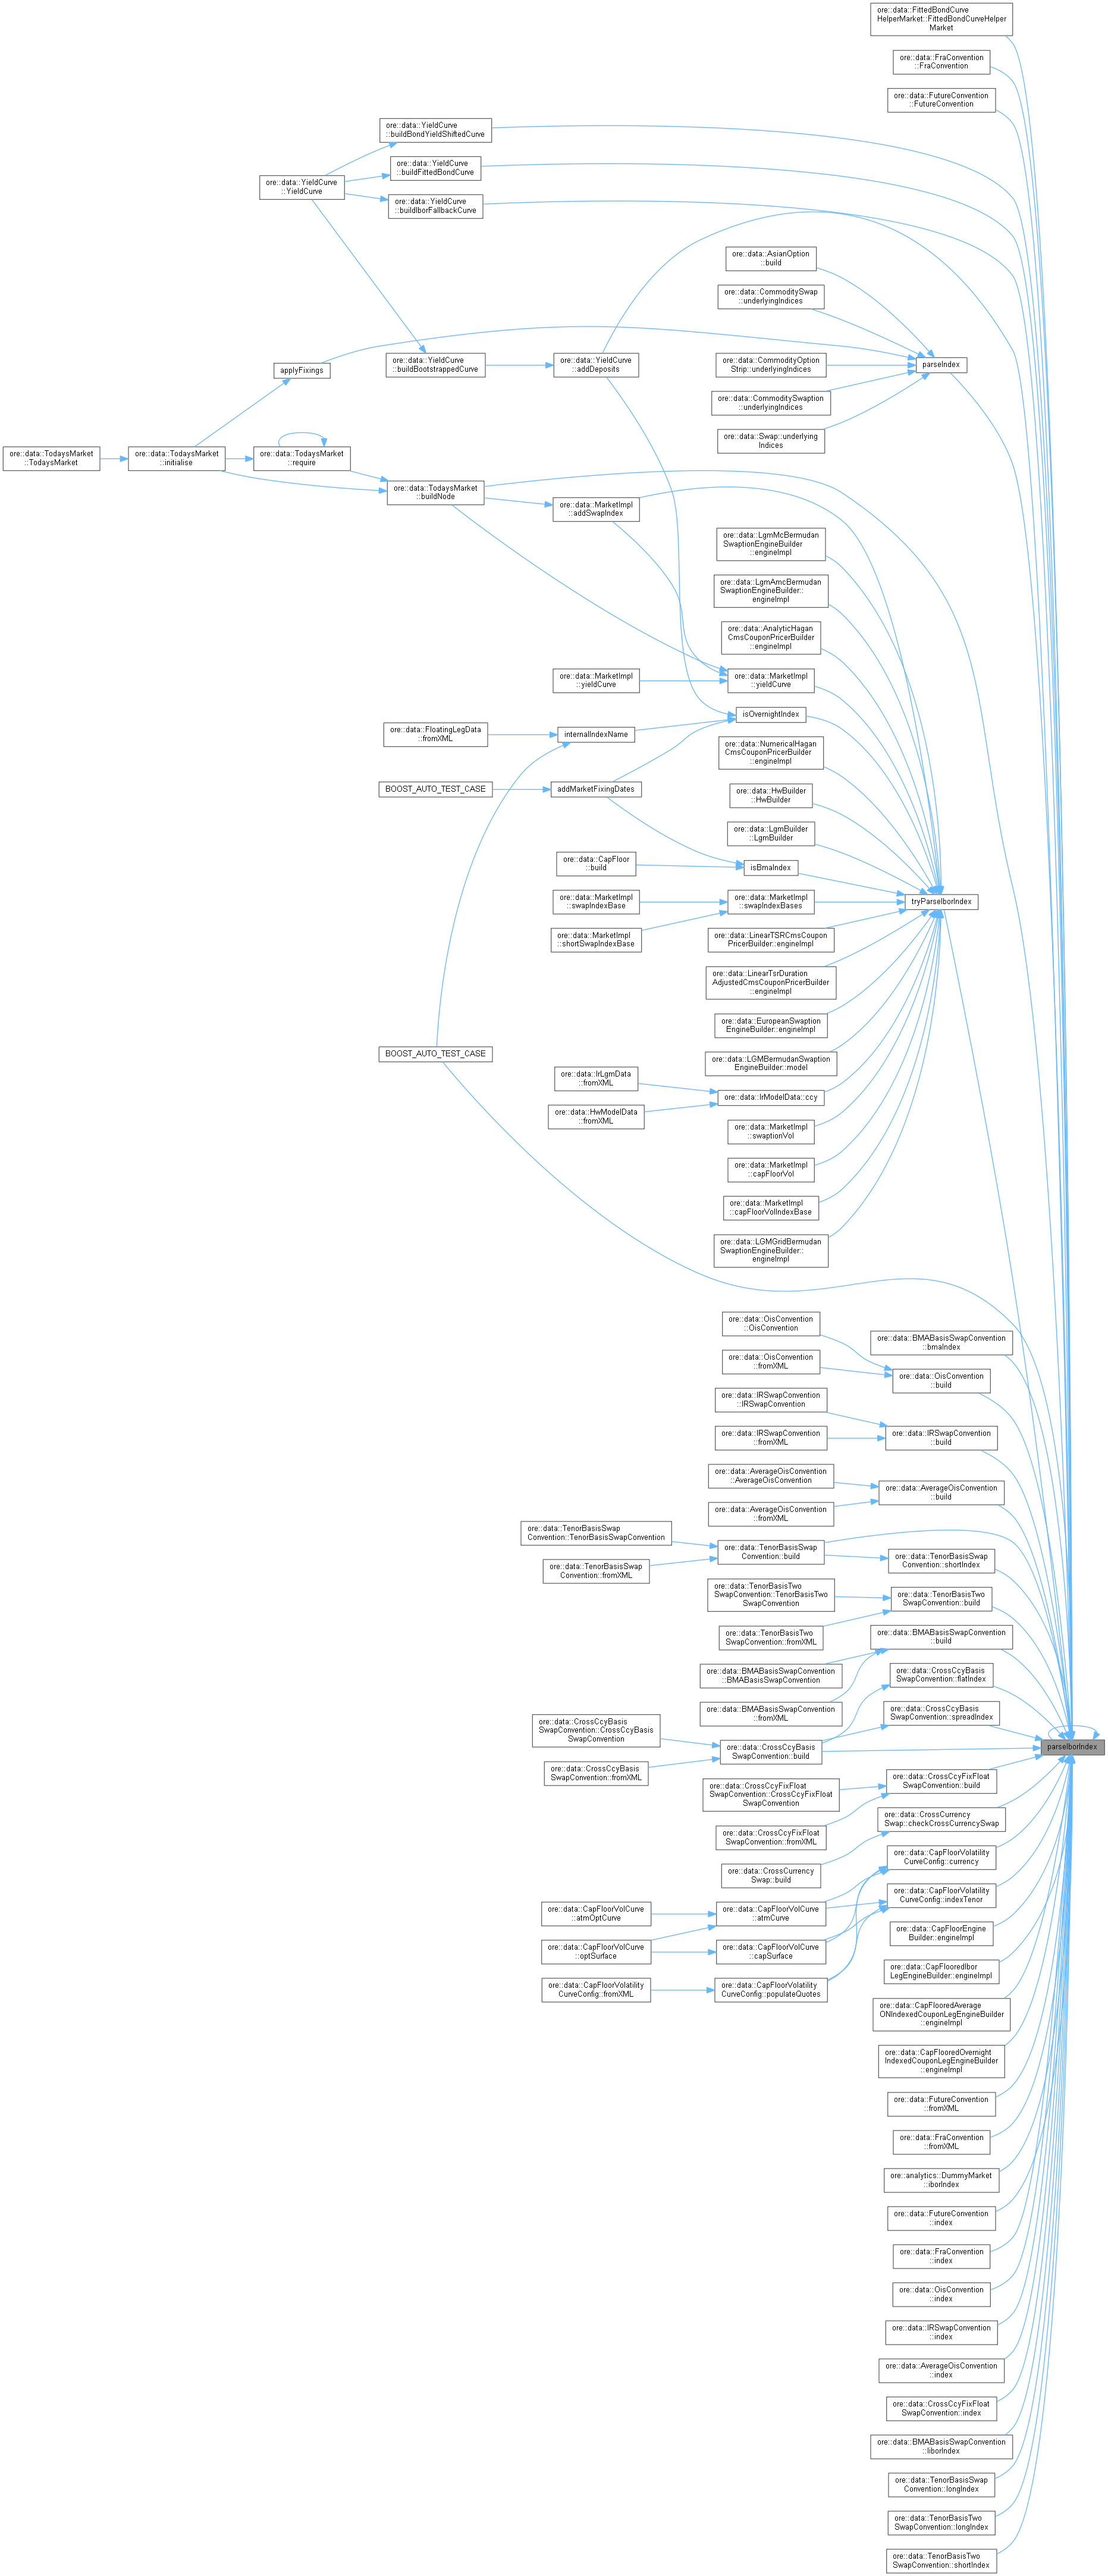 ore::data::FittedBondCurve
HelperMarket::FittedBondCurveHelper
Market
ore::data::FraConvention
::FraConvention
ore::data::FutureConvention
::FutureConvention
ore::data::YieldCurve
::buildBondYieldShiftedCurve
ore::data::YieldCurve
::buildFittedBondCurve
ore::data::YieldCurve
::YieldCurve
ore::data::YieldCurve
::buildIborFallbackCurve
ore::data::AsianOption
::build
ore::data::CommoditySwap
::underlyingIndices
ore::data::YieldCurve
::buildBootstrappedCurve
ore::data::YieldCurve
::addDeposits
ore::data::CommodityOption
Strip::underlyingIndices
parseIndex
applyFixings
ore::data::CommoditySwaption
::underlyingIndices
ore::data::Swap::underlying
Indices
ore::data::TodaysMarket
::TodaysMarket
ore::data::TodaysMarket
::initialise
ore::data::TodaysMarket
::require
ore::data::TodaysMarket
::buildNode
ore::data::MarketImpl
::addSwapIndex
ore::data::LgmMcBermudan
SwaptionEngineBuilder
::engineImpl
ore::data::LgmAmcBermudan
SwaptionEngineBuilder::
engineImpl
ore::data::AnalyticHagan
CmsCouponPricerBuilder
::engineImpl
ore::data::MarketImpl
::yieldCurve
ore::data::MarketImpl
::yieldCurve
isOvernightIndex
ore::data::FloatingLegData
::fromXML
internalIndexName
ore::data::NumericalHagan
CmsCouponPricerBuilder
::engineImpl
BOOST_AUTO_TEST_CASE
addMarketFixingDates
ore::data::HwBuilder
::HwBuilder
ore::data::LgmBuilder
::LgmBuilder
ore::data::CapFloor
::build
isBmaIndex
ore::data::MarketImpl
::swapIndexBase
ore::data::MarketImpl
::swapIndexBases
tryParseIborIndex
ore::data::MarketImpl
::shortSwapIndexBase
ore::data::LinearTSRCmsCoupon
PricerBuilder::engineImpl
ore::data::LinearTsrDuration
AdjustedCmsCouponPricerBuilder
::engineImpl
ore::data::EuropeanSwaption
EngineBuilder::engineImpl
BOOST_AUTO_TEST_CASE
ore::data::LGMBermudanSwaption
EngineBuilder::model
ore::data::IrLgmData
::fromXML
ore::data::IrModelData::ccy
ore::data::HwModelData
::fromXML
ore::data::MarketImpl
::swaptionVol
ore::data::MarketImpl
::capFloorVol
ore::data::MarketImpl
::capFloorVolIndexBase
ore::data::LGMGridBermudan
SwaptionEngineBuilder::
engineImpl
ore::data::OisConvention
::OisConvention
ore::data::BMABasisSwapConvention
::bmaIndex
ore::data::OisConvention
::fromXML
ore::data::OisConvention
::build
ore::data::IRSwapConvention
::IRSwapConvention
ore::data::IRSwapConvention
::fromXML
ore::data::IRSwapConvention
::build
ore::data::AverageOisConvention
::AverageOisConvention
ore::data::AverageOisConvention
::build
ore::data::AverageOisConvention
::fromXML
ore::data::TenorBasisSwap
Convention::TenorBasisSwapConvention
ore::data::TenorBasisSwap
Convention::build
ore::data::TenorBasisSwap
Convention::shortIndex
ore::data::TenorBasisSwap
Convention::fromXML
ore::data::TenorBasisTwo
SwapConvention::TenorBasisTwo
SwapConvention
ore::data::TenorBasisTwo
SwapConvention::build
ore::data::TenorBasisTwo
SwapConvention::fromXML
ore::data::BMABasisSwapConvention
::build
ore::data::BMABasisSwapConvention
::BMABasisSwapConvention
ore::data::CrossCcyBasis
SwapConvention::flatIndex
ore::data::BMABasisSwapConvention
::fromXML
ore::data::CrossCcyBasis
SwapConvention::spreadIndex
ore::data::CrossCcyBasis
SwapConvention::CrossCcyBasis
SwapConvention
ore::data::CrossCcyBasis
SwapConvention::build
parseIborIndex
ore::data::CrossCcyBasis
SwapConvention::fromXML
ore::data::CrossCcyFixFloat
SwapConvention::CrossCcyFixFloat
SwapConvention
ore::data::CrossCcyFixFloat
SwapConvention::build
ore::data::CrossCcyFixFloat
SwapConvention::fromXML
ore::data::CrossCurrency
Swap::checkCrossCurrencySwap
ore::data::CrossCurrency
Swap::build
ore::data::CapFloorVolatility
CurveConfig::currency
ore::data::CapFloorVolatility
CurveConfig::indexTenor
ore::data::CapFloorVolCurve
::atmOptCurve
ore::data::CapFloorVolCurve
::atmCurve
ore::data::CapFloorEngine
Builder::engineImpl
ore::data::CapFloorVolCurve
::optSurface
ore::data::CapFloorVolCurve
::capSurface
ore::data::CapFlooredIbor
LegEngineBuilder::engineImpl
ore::data::CapFloorVolatility
CurveConfig::fromXML
ore::data::CapFloorVolatility
CurveConfig::populateQuotes
ore::data::CapFlooredAverage
ONIndexedCouponLegEngineBuilder
::engineImpl
ore::data::CapFlooredOvernight
IndexedCouponLegEngineBuilder
::engineImpl
ore::data::FutureConvention
::fromXML
ore::data::FraConvention
::fromXML
ore::analytics::DummyMarket
::iborIndex
ore::data::FutureConvention
::index
ore::data::FraConvention
::index
ore::data::OisConvention
::index
ore::data::IRSwapConvention
::index
ore::data::AverageOisConvention
::index
ore::data::CrossCcyFixFloat
SwapConvention::index
ore::data::BMABasisSwapConvention
::liborIndex
ore::data::TenorBasisSwap
Convention::longIndex
ore::data::TenorBasisTwo
SwapConvention::longIndex
ore::data::TenorBasisTwo
SwapConvention::shortIndex